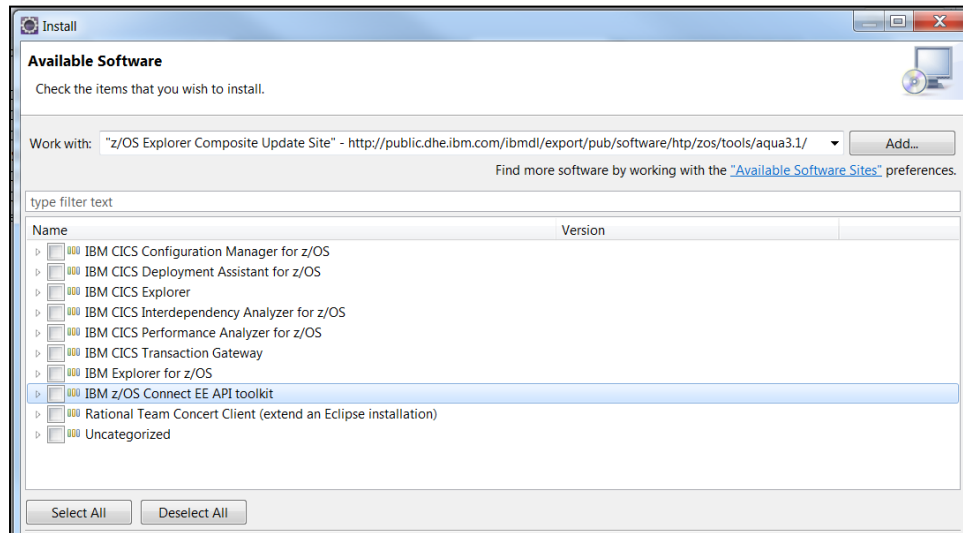 Install
Available Software
Check the items that you wish to install.
Work with: "z/OS Explorer Composite Update Site" - http://public.dhe.ibm.com/ibmdl/export/pub/software/htp/zos/tools/aqua3.1/ Add...
Find more software by working with the "Available Software Sites" preferences.
type filter text
Name Version
IBM CICS Configuration Manager for z/OS
IBM CICS Deployment Assistant for z/OS
IBM CICS Explorer
IBM CICS Interdependency Analyzer for z/OS
IBM CICS Performance Analyzer for z/OS
IBM CICS Transaction Gateway
IBM Explorer for z/OS
IBM z/OS Connect EE API toolkit
Rational Team Concert Client (extend an Eclipse installation)
Uncategorized
Select All Deselect All